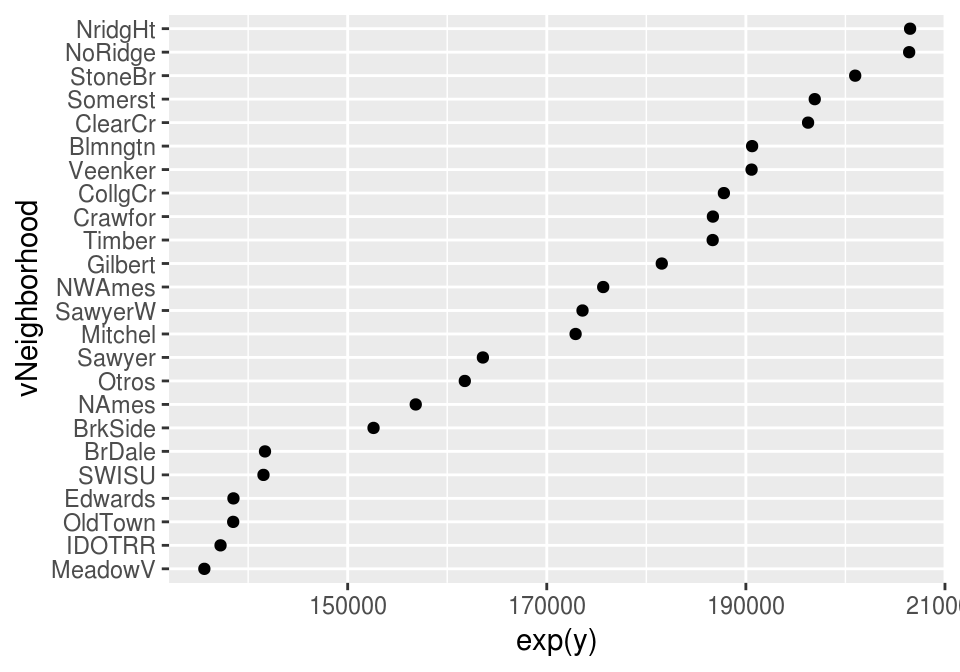 NridgHt
NoRidge
StoneBr
Somerst
ClearCr
Blmngtn
Veenker
CollgCr
Crawfor
Timber
Gilbert
NWAmes
SawyerW
Mitchel
Sawyer
Otros
NAmes
BrkSide
BrDale
SWISU
Edwards
OldTown
IDOTRR
MeadowV
vNeighborhood
150000 170000 190000 21000
exp(y)